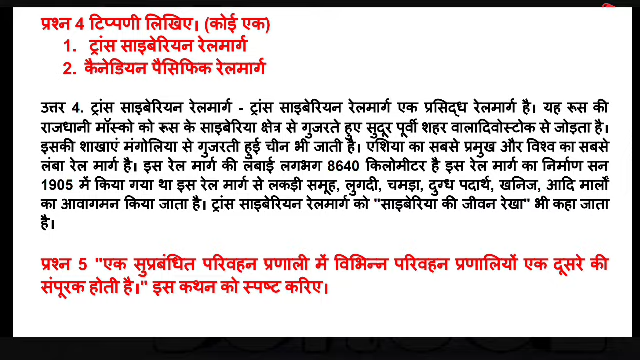 प्रश्न 4 टिप्पणी लिखिए। (कोई एक)
1. ट्रांस साइबेरियन रेलमार्ग
2. कैनेडियन पैसिफिक रेलमार्ग
उत्तर 4. ट्रांस साइबेरियन रेलमार्ग - ट्रांस साइबेरियन रेलमार्ग एक प्रसिद्ध रेलमार्ग है। यह रूस की
राजधानी मॉस्को को रूस के साइबेरिया क्षेत्र से गुजरते हुए सुदूर पूर्वी शहर वालादिवोस्टोक से जोड़ता है।
इसकी शाखाएं मंगोलिया से गुजरती हुई चीन भी जाती है। एशिया का सबसे प्रमुख और विश्व का सबसे
लंबा रेल मार्ग है। इस रेल मार्ग की लंबाई लगभग 8640 किलोमीटर है इस रेल मार्ग का निर्माण सन
1905 में किया गया था इस रेल मार्ग से लकड़ी समूह, लुगदी, चमड़ा, दुग्ध पदार्थ, खनिज, आदि मालों
का आवागमन किया जाता है। ट्रांस साइबेरियन रेलमार्ग को "साइबेरिया की जीवन रेखा" भी कहा जाता
है।
प्रश्न 5 "एक सुप्रबंधित परिवहन प्रणाली में विभिन्न परिवहन प्रणालियों एक दूसरे की
संपूरक होती है।" इस कथन को स्पष्ट करिए।